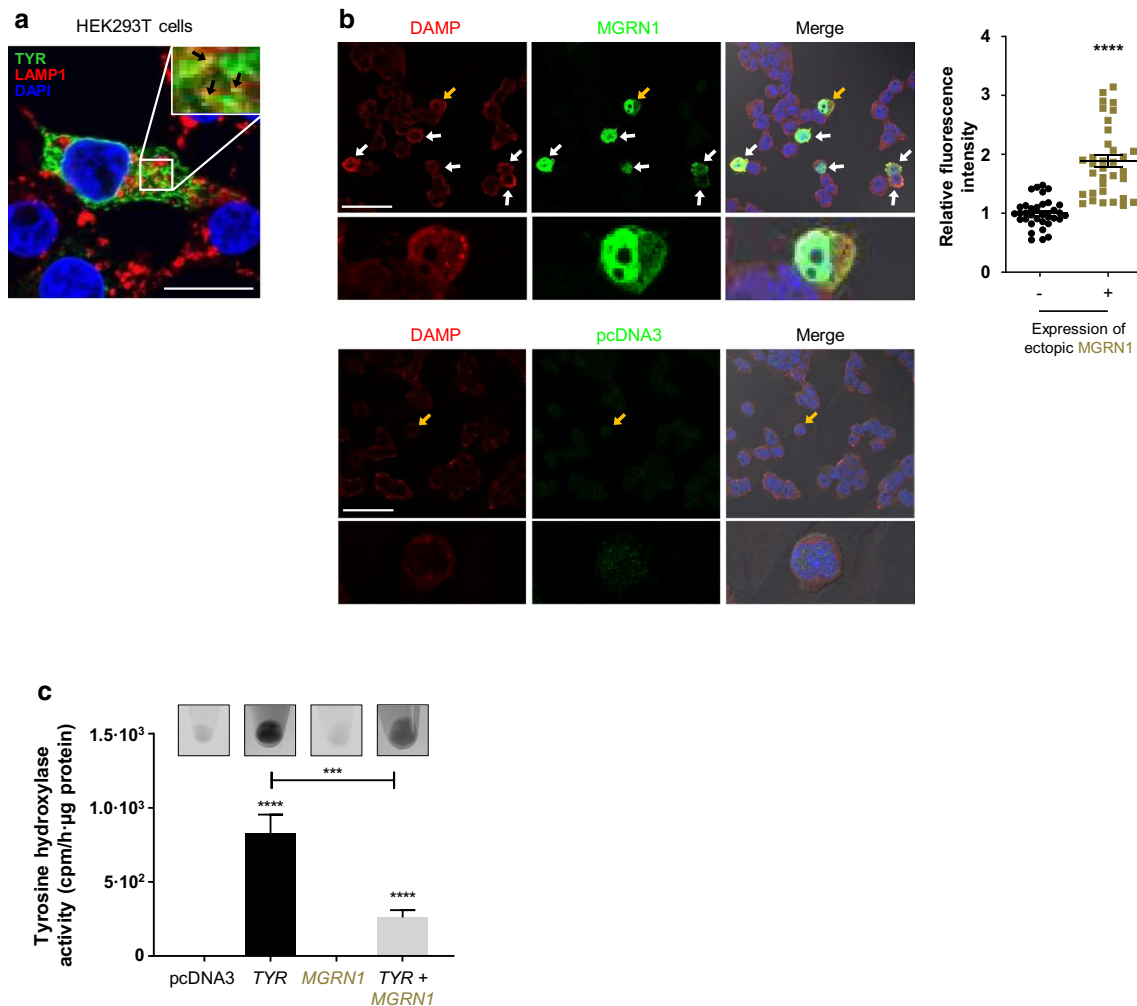 a
HEK293T cells
TYR
LAMP1
DAPI
b
DAMP
MGRN1
Merge
DAMP
pcDNA3
Merge
Relative fluorescence
intensity
4
3
2
1
0
****
-
+
Expression of
ectopic MGRN1
c
Tyrosine hydroxylase
activity (cpm/h·µg protein)
1.5·10³
1.0·10³
5·10²
0
****
***
****
pcDNA3
TYR
MGRN1
TYR +
MGRN1